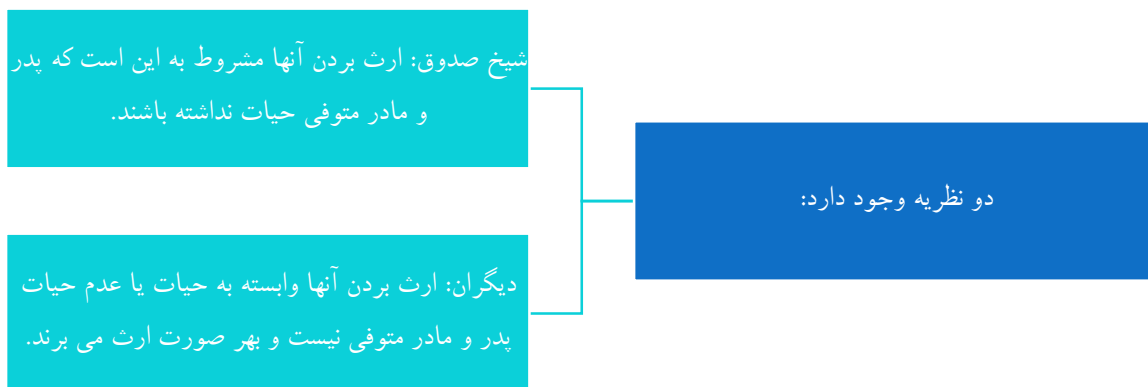 دو نظریه وجود دارد:
شیخ صدوق: ارث بردن آنها مشروط به این است که پدر
و مادر متوفی حیات نداشته باشند.
دیگران: ارث بردن آنها وابسته به حیات یا عدم حیات
پدر و مادر متوفی نیست و بهر صورت ارث می برند.